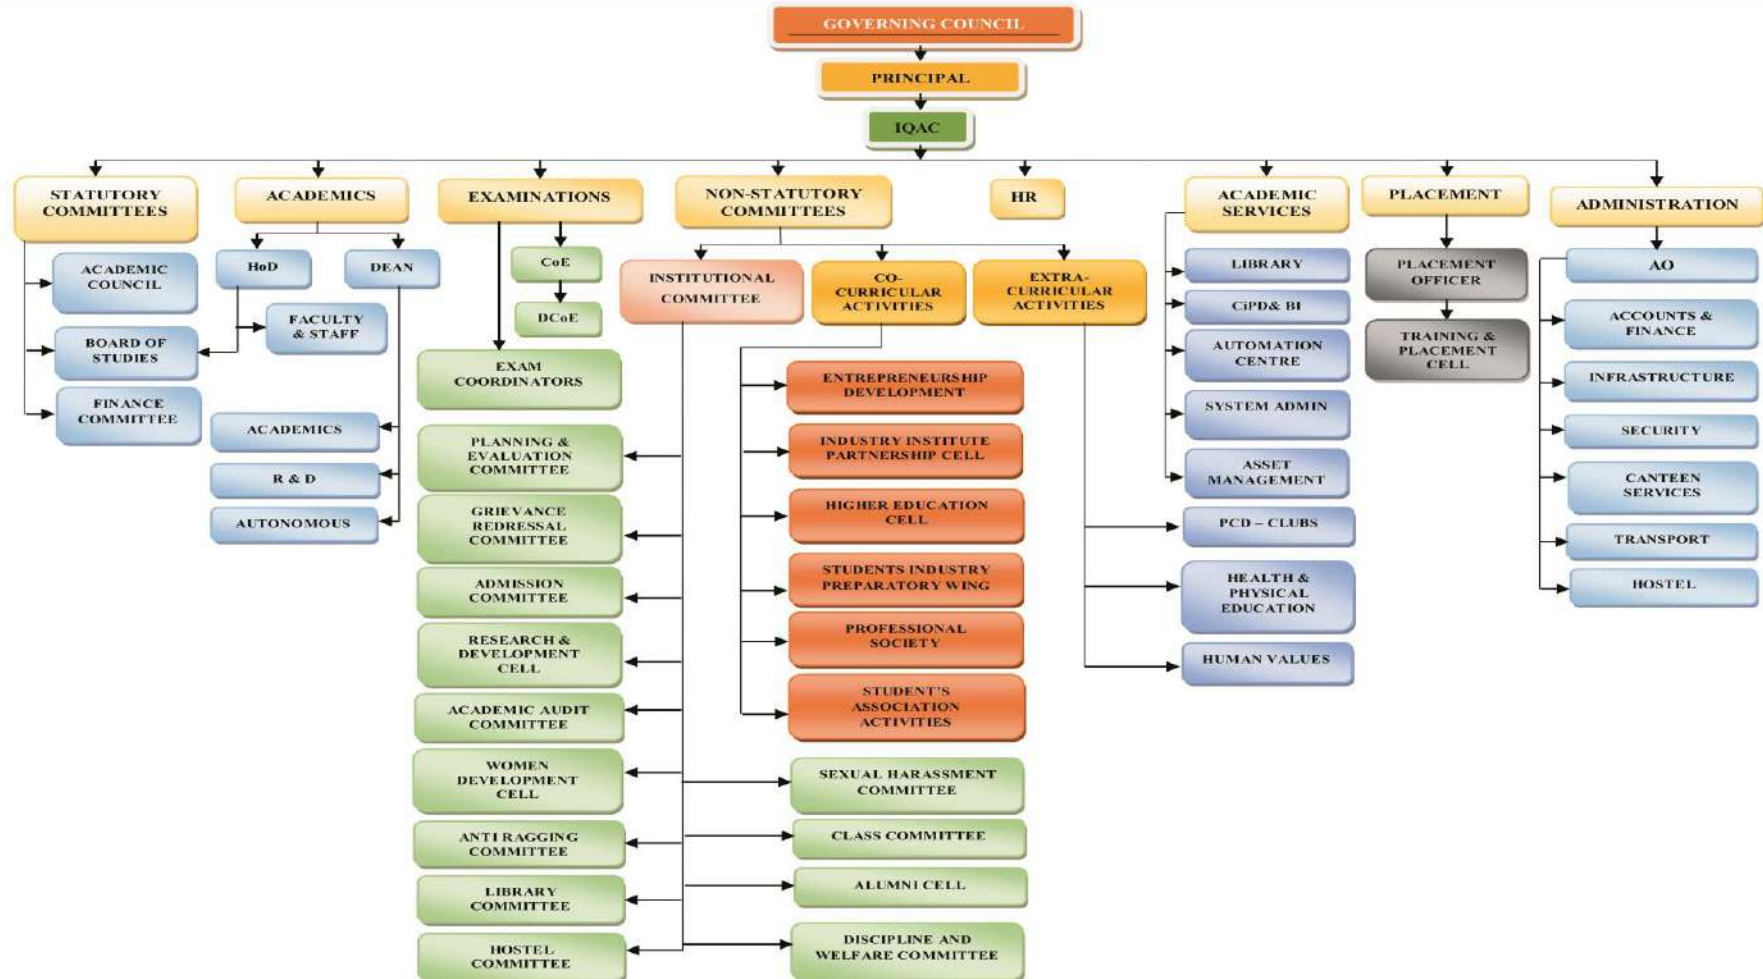 GOVERNING COUNCIL
PRINCIPAL
IQAC
STATUTORY
COMMITTEES
ACADEMICS
EXAMINATIONS
NON-STATUTORY
COMMITTEES
HR
ACADEMIC
SERVICES
PLACEMENT
ADMINISTRATION
ACADEMIC
COUNCIL
BOARD OF
STUDIES
FINANCE
COMMITTEE
HoD
DEAN
FACULTY
& STAFF
ACADEMICS
R & D
AUTONOMOUS
CoE
DCoE
EXAM
COORDINATORS
INSTITUTIONAL
COMMITTEE
CO-
CURRICULAR
ACTIVITIES
EXTRA-
CURRICULAR
ACTIVITIES
PLANNING &
EVALUATION
COMMITTEE
GRIEVANCE
REDRESSAL
COMMITTEE
ADMISSION
COMMITTEE
RESEARCH &
DEVELOPMENT
CELL
ACADEMIC AUDIT
COMMITTEE
WOMEN
DEVELOPMENT
CELL
ANTI RAGGING
COMMITTEE
LIBRARY
COMMITTEE
HOSTEL
COMMITTEE
ENTREPRENEURSHIP
DEVELOPMENT
INDUSTRY INSTITUTE
PARTNERSHIP CELL
HIGHER EDUCATION
CELL
STUDENTS INDUSTRY
PREPARATORY WING
PROFESSIONAL
SOCIETY
STUDENT'S
ASSOCIATION
ACTIVITIES
SEXUAL HARASSMENT
COMMITTEE
CLASS COMMITTEE
ALUMNI CELL
DISCIPLINE AND
WELFARE COMMITTEE
LIBRARY
CiPD& BI
AUTOMATION
CENTRE
SYSTEM ADMIN
ASSET
MANAGEMENT
PCD – CLUBS
HEALTH &
PHYSICAL
EDUCATION
HUMAN VALUES
PLACEMENT
OFFICER
TRAINING &
PLACEMENT
CELL
AO
ACCOUNTS &
FINANCE
INFRASTRUCTURE
SECURITY
CANTEEN
SERVICES
TRANSPORT
HOSTEL